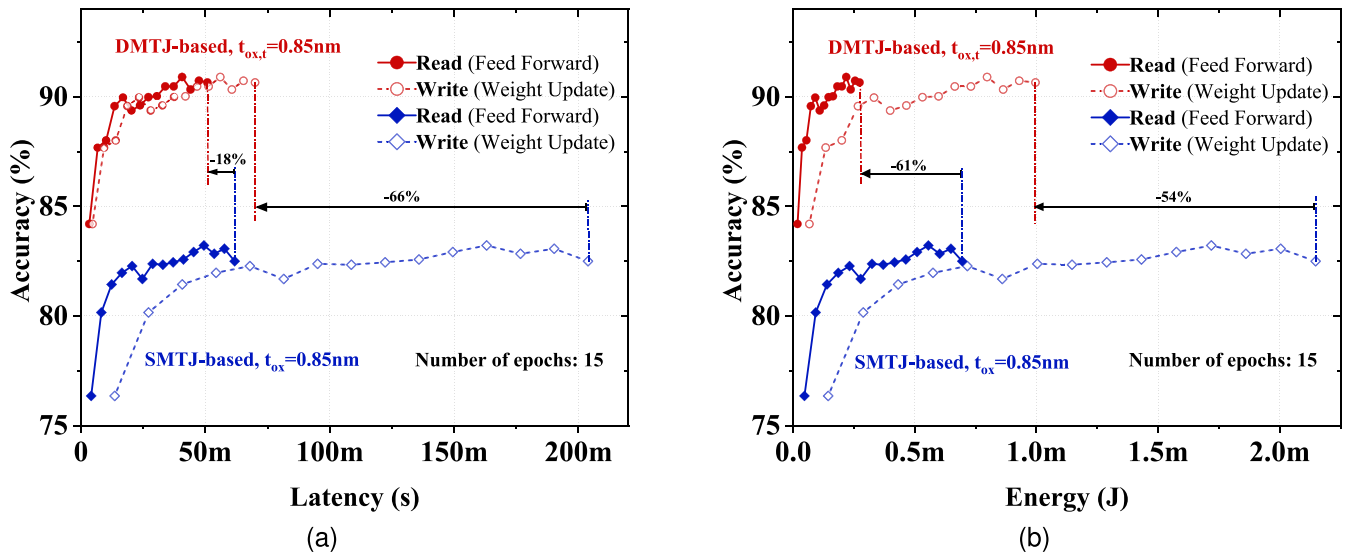 DMTJ-based, tox,t=0.85nm
Read (Feed Forward)
Write (Weight Update)
Read (Feed Forward)
Write (Weight Update)
-18%
-66%
SMTJ-based, tox=0.85nm
Number of epochs: 15
90
85
80
75
Accuracy (%)
0
50m
100m
150m
200m
Latency (s)
(a)
DMTJ-based, tox,t=0.85nm
Read (Feed Forward)
Write (Weight Update)
Read (Feed Forward)
Write (Weight Update)
-61%
-54%
SMTJ-based, tox=0.85nm
Number of epochs: 15
90
85
80
75
Accuracy (%)
0.0
0.5m
1.0m
1.5m
2.0m
Energy (J)
(b)